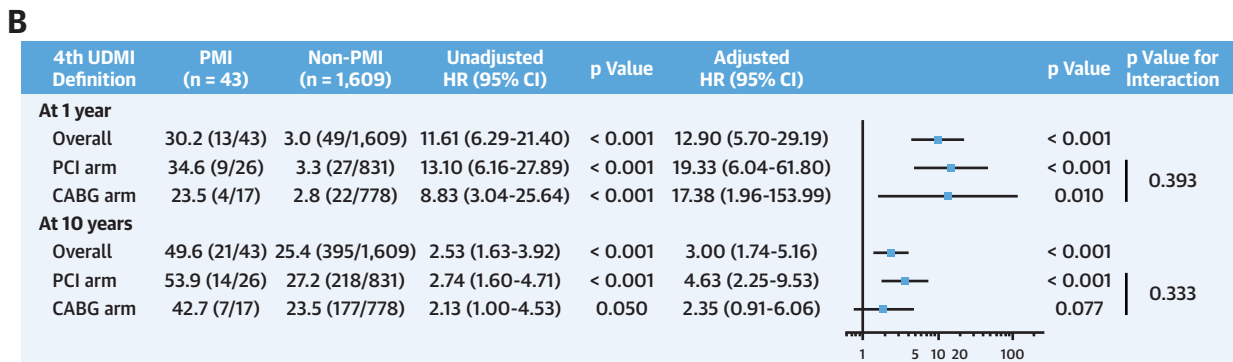 B
4th UDMI Definition PMI (n = 43) Non-PMI (n = 1,609) Unadjusted HR (95% CI) p Value Adjusted HR (95% CI) p Value p Value for Interaction
At 1 year
Overall 30.2 (13/43) 3.0 (49/1,609) 11.61 (6.29-21.40) < 0.001 12.90 (5.70-29.19) < 0.001
PCI arm 34.6 (9/26) 3.3 (27/831) 13.10 (6.16-27.89) < 0.001 19.33 (6.04-61.80) < 0.001
0.393
CABG arm 23.5 (4/17) 2.8 (22/778) 8.83 (3.04-25.64) < 0.001 17.38 (1.96-153.99) 0.010
At 10 years
Overall 49.6 (21/43) 25.4 (395/1,609) 2.53 (1.63-3.92) < 0.001 3.00 (1.74-5.16) < 0.001
PCI arm 53.9 (14/26) 27.2 (218/831) 2.74 (1.60-4.71) < 0.001 4.63 (2.25-9.53) < 0.001
0.333
CABG arm 42.7 (7/17) 23.5 (177/778) 2.13 (1.00-4.53) 0.050 2.35 (0.91-6.06) 0.077
1 5 10 20 100